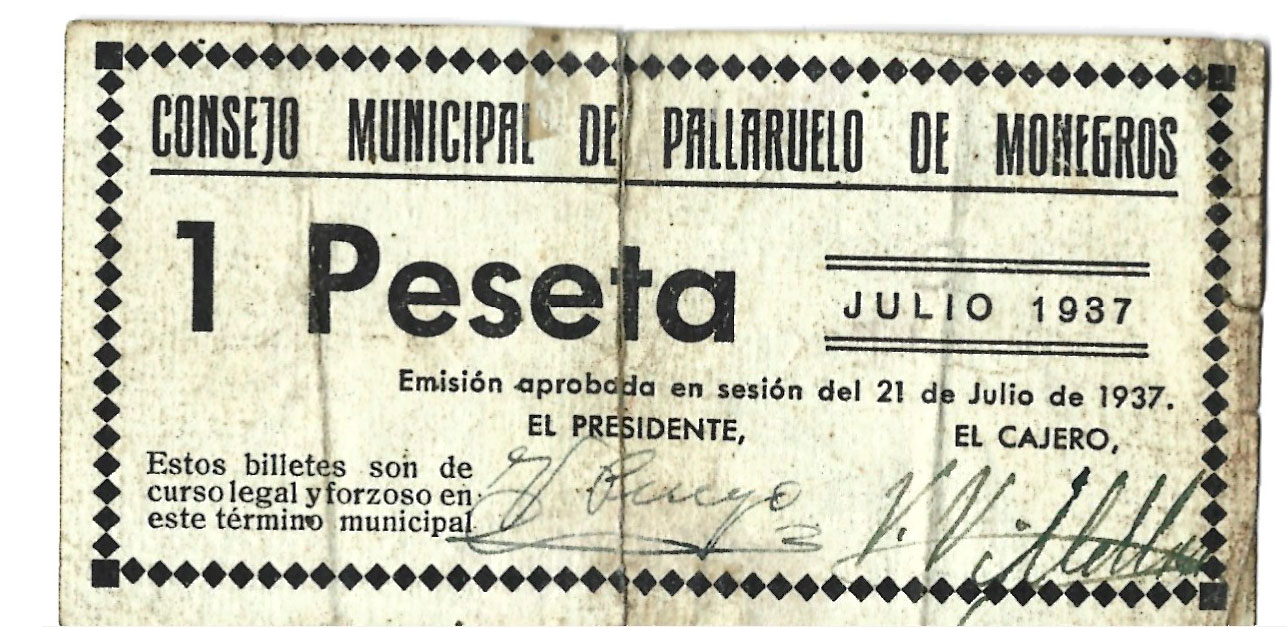 CONSEJO MUNICIPAL DE PALLARUELO DE MONEGROS
1 Peseta
JULIO 1937
Emisión aprobada en sesión del 21 de Julio de 1937.
EL PRESIDENTE,
EL CAJERO,
Estos billetes son de
curso legal y forzoso en
este término municipal